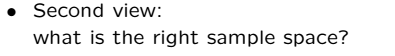 • Second view:
what is the right sample space?